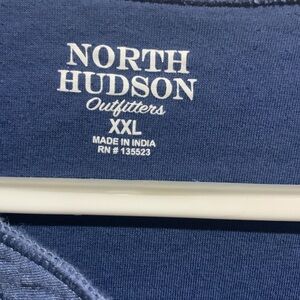 NORTH
HUDSON
Outfitters
XXL
MADE IN INDIA
RN # 135523